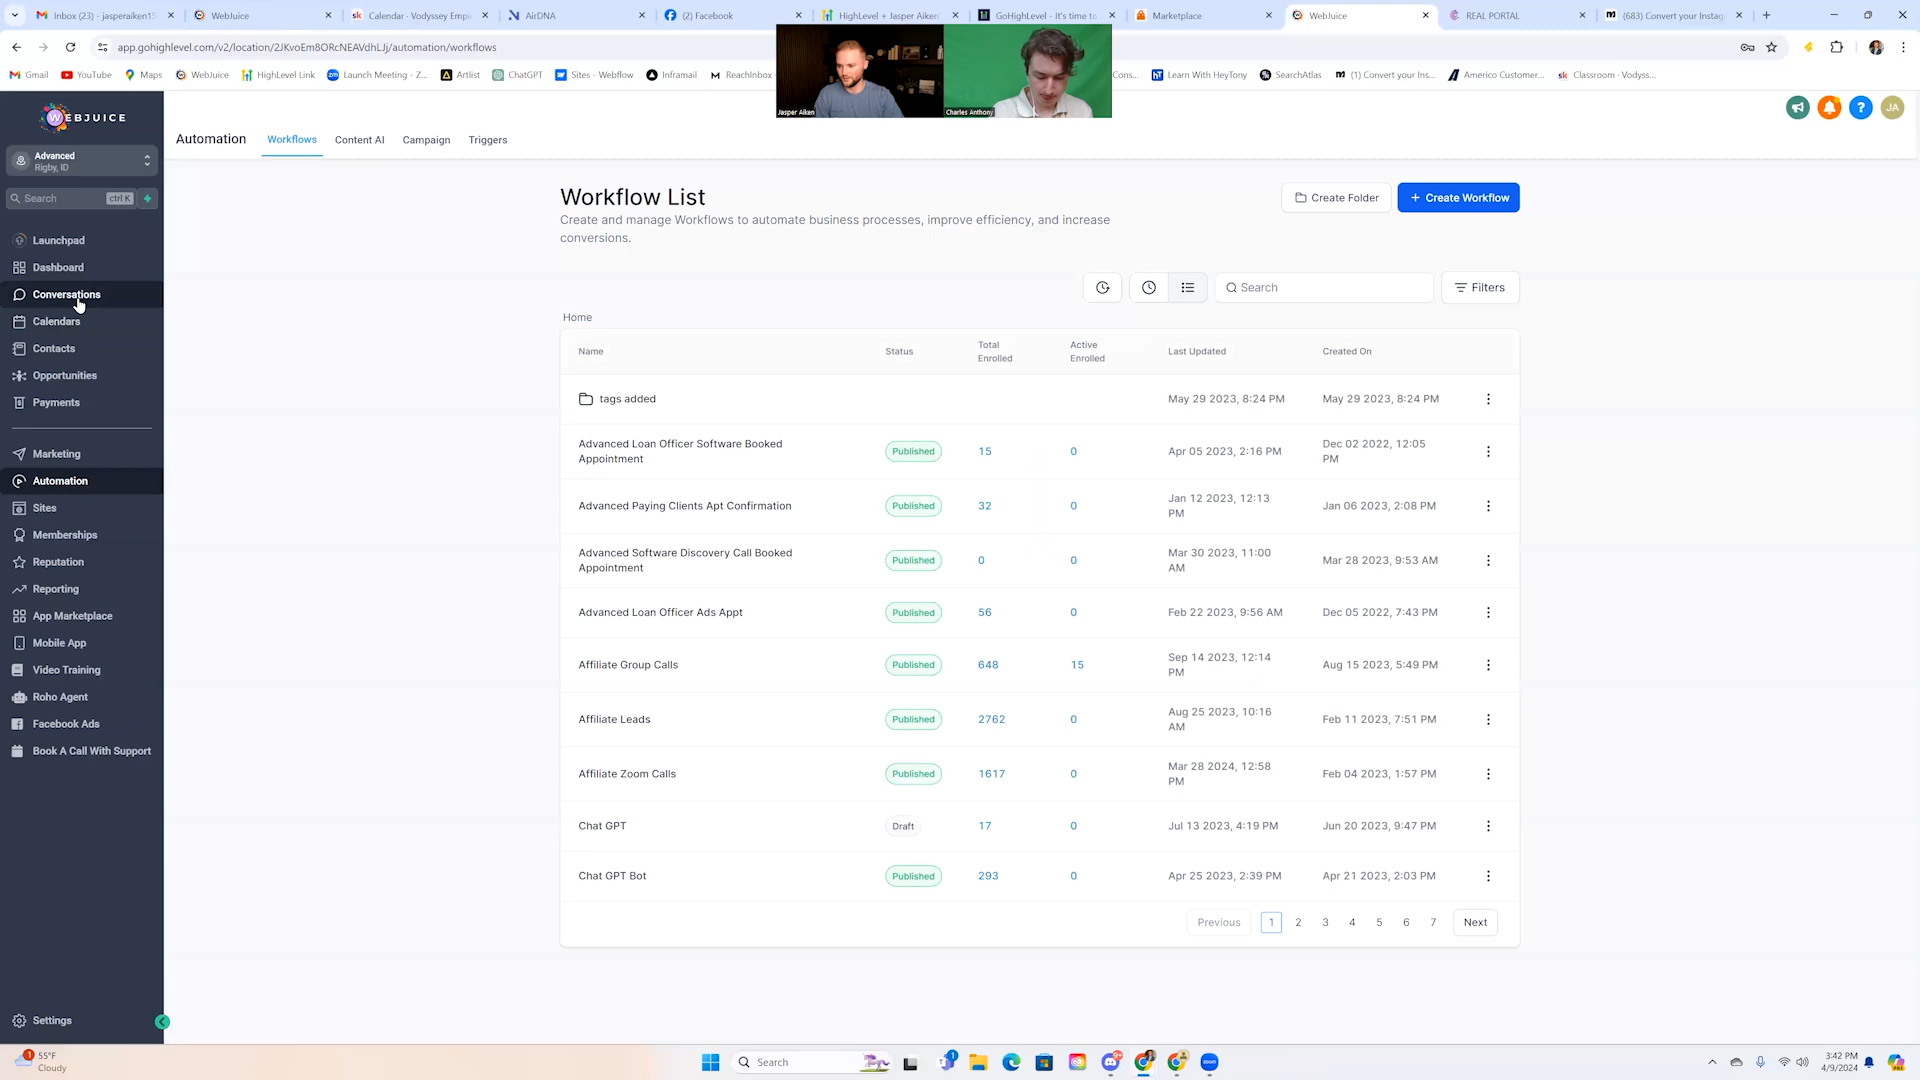 Inbox (23) - jasperaiken15
WebJuice
Calendar · Vodyssey Empi
AirDNA
(2) Facebook
HighLevel + Jasper Aiken
GoHighLevel - It's time to
Marketplace
WebJuice
REAL PORTAL
(683) Convert your Instag
app.gohighlevel.com/v2/location/2JKvoEm8ORcNEAVdhLJj/automation/workflows
Gmail
YouTube
Maps
WebJuice
HighLevel Link
Launch Meeting - Z...
Artlist
ChatGPT
Sites - Webflow
Inframail
ReachInbox
Cons...
Learn With HeyTony
SearchAtlas
(1) Convert your Ins...
Americo Customer...
Classroom · Vodyss...
Jasper Aiken
Charles Anthony
WEBJUICE
Advanced
Rigby, ID
Search
ctrl K
Launchpad
Dashboard
Conversations
Calendars
Contacts
Opportunities
Payments
Marketing
Automation
Sites
Memberships
Reputation
Reporting
App Marketplace
Mobile App
Video Training
Roho Agent
Facebook Ads
Book A Call With Support
Settings
Automation
Workflows
Content AI
Campaign
Triggers
JA
Workflow List
Create and manage Workflows to automate business processes, improve efficiency, and increase
conversions.
Create Folder
+ Create Workflow
Search
Filters
Home
Name Status Total Enrolled Active Enrolled Last Updated Created On
tags added May 29 2023, 8:24 PM May 29 2023, 8:24 PM
Advanced Loan Officer Software Booked Appointment Published 15 0 Apr 05 2023, 2:16 PM Dec 02 2022, 12:05 PM
Advanced Paying Clients Apt Confirmation Published 32 0 Jan 12 2023, 12:13 PM Jan 06 2023, 2:08 PM
Advanced Software Discovery Call Booked Appointment Published 0 0 Mar 30 2023, 11:00 AM Mar 28 2023, 9:53 AM
Advanced Loan Officer Ads Appt Published 56 0 Feb 22 2023, 9:56 AM Dec 05 2022, 7:43 PM
Affiliate Group Calls Published 648 15 Sep 14 2023, 12:14 PM Aug 15 2023, 5:49 PM
Affiliate Leads Published 2762 0 Aug 25 2023, 10:16 AM Feb 11 2023, 7:51 PM
Affiliate Zoom Calls Published 1617 0 Mar 28 2024, 12:58 PM Feb 04 2023, 1:57 PM
Chat GPT Draft 17 0 Jul 13 2023, 4:19 PM Jun 20 2023, 9:47 PM
Chat GPT Bot Published 293 0 Apr 25 2023, 2:39 PM Apr 21 2023, 2:03 PM
Previous 1 2 3 4 5 6 7 Next
55°F
Cloudy
Search
3:42 PM
4/9/2024